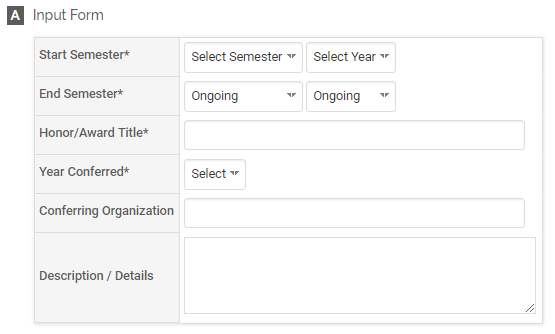 A Input Form
Start Semester* Select Semester Select Year
End Semester* Ongoing Ongoing
Honor/Award Title*
Year Conferred* Select
Conferring Organization
Description / Details